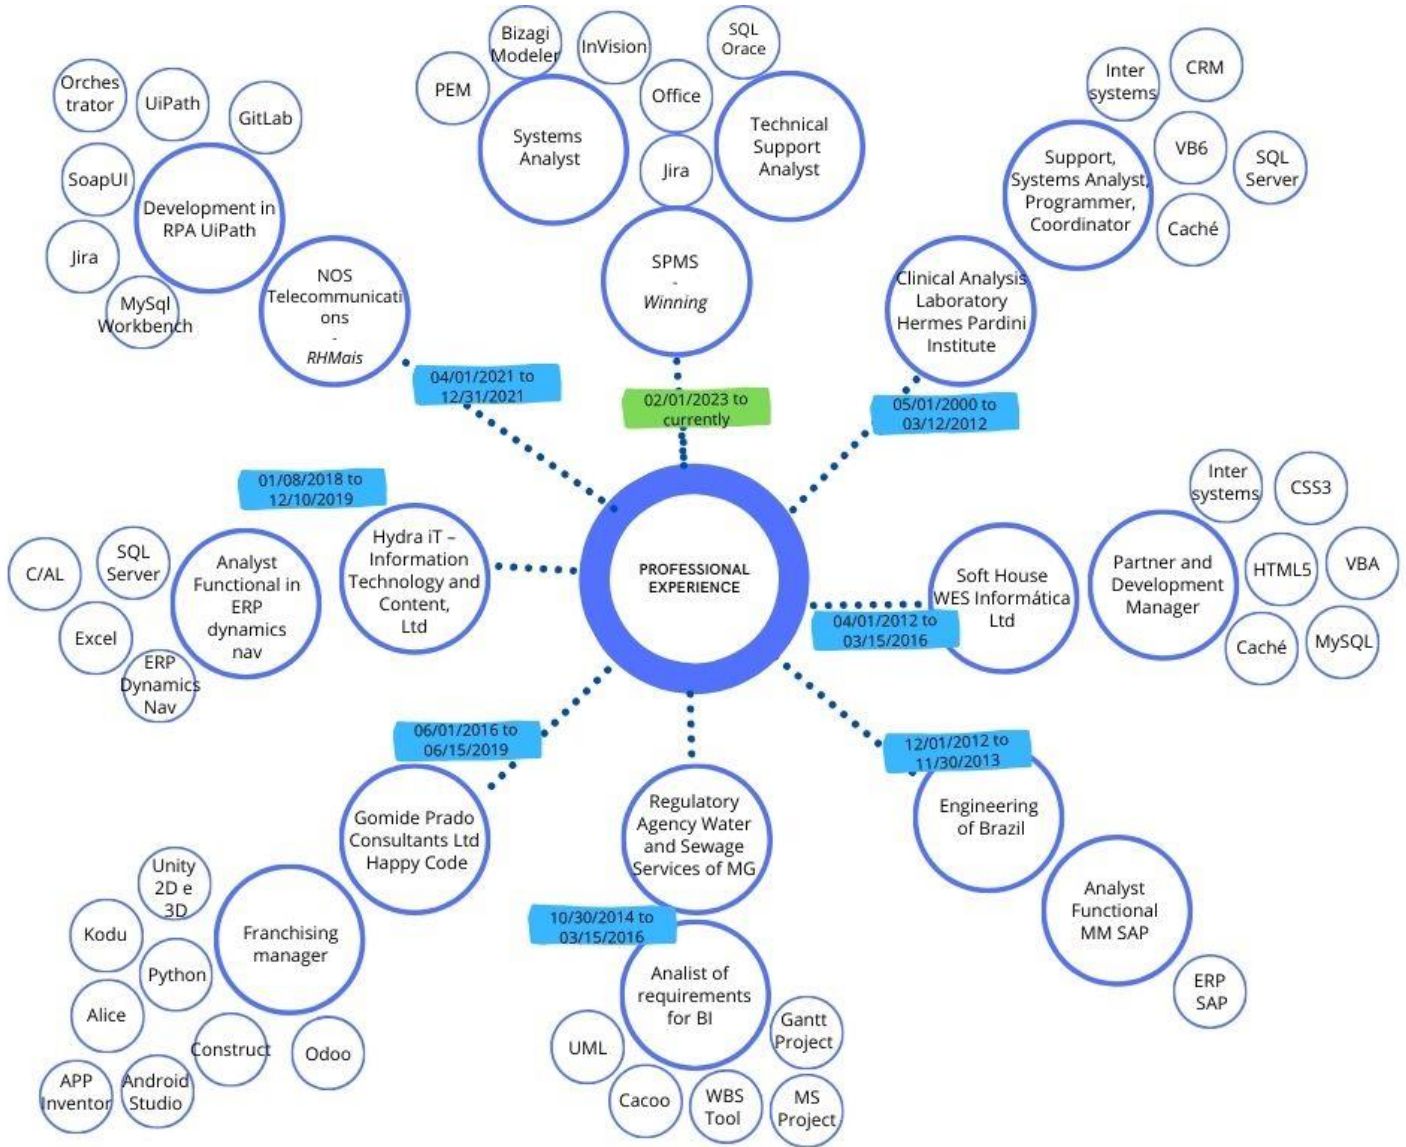 PROFESSIONAL
EXPERIENCE
02/01/2023 to
currently
SPMS
-
Winning
Systems
Analyst
PEM
Bizagi
Modeler
InVision
Office
Jira
Technical
Support
Analyst
SQL
Orace
05/01/2000 to
03/12/2012
Clinical Analysis
Laboratory
Hermes Pardini
Institute
Support,
Systems Analyst,
Programmer,
Coordinator
Inter
systems
CRM
VB6
SQL
Server
Caché
04/01/2012 to
03/15/2016
Soft House
WES Informática
Ltd
Partner and
Development
Manager
Inter
systems
CSS3
HTML5
VBA
Caché
MySQL
12/01/2012 to
11/30/2013
Engineering
of Brazil
Analyst
Functional
MM SAP
ERP
SAP
Regulatory
Agency Water
and Sewage
Services of MG
10/30/2014 to
03/15/2016
Analist of
requirements
for BI
UML
Cacoo
WBS
Tool
MS
Project
Gantt
Project
06/01/2016 to
06/15/2019
Gomide Prado
Consultants Ltd
Happy Code
Franchising
manager
Unity
2D e
3D
Kodu
Python
Alice
Construct
Odoo
APP
Inventor
Android
Studio
01/08/2018 to
12/10/2019
Hydra iT –
Information
Technology and
Content,
Ltd
Analyst
Functional in
ERP
dynamics
nav
SQL
Server
C/AL
Excel
ERP
Dynamics
Nav
04/01/2021 to
12/31/2021
NOS
Telecommunicati
ons
-
RHMais
Development in
RPA UiPath
Orches
trator
UiPath
GitLab
SoapUI
Jira
MySql
Workbench